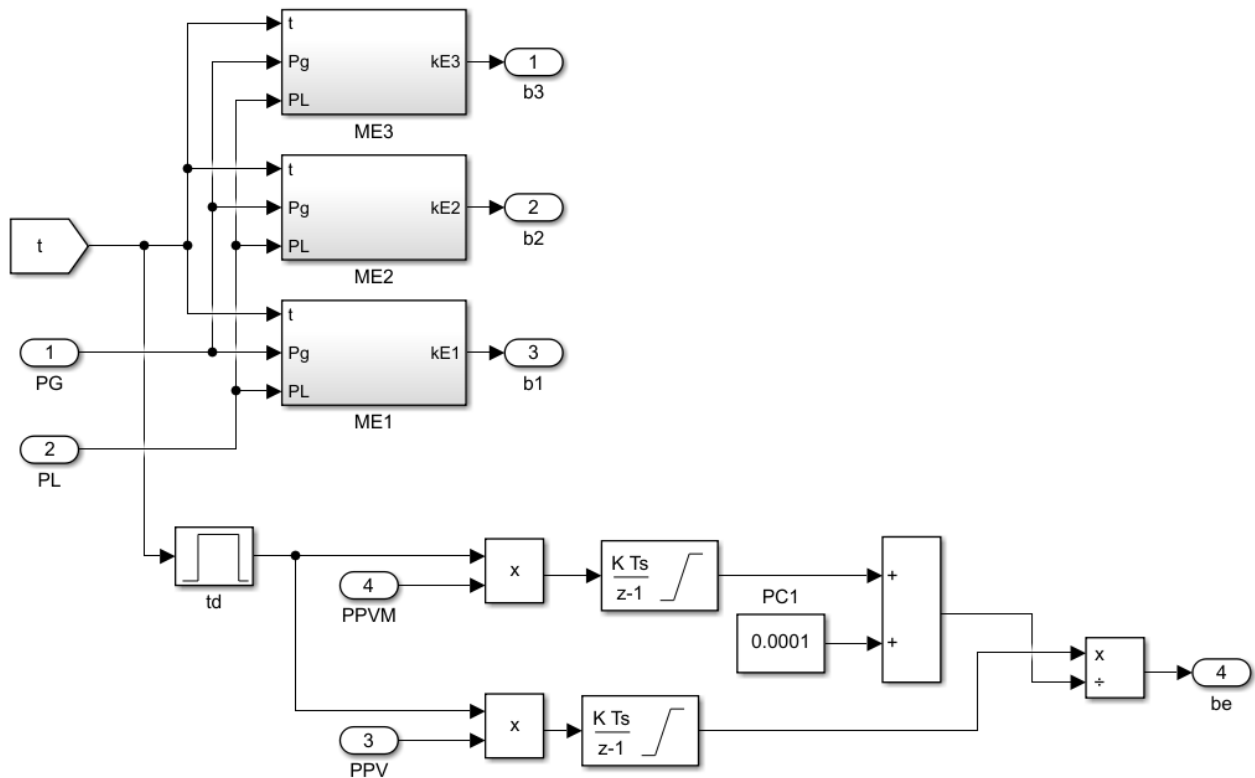 t
Pg
PL
kE3
ME3
1
b3
t
Pg
PL
kE2
ME2
2
b2
t
t
Pg
PL
kE1
ME1
3
b1
1
PG
2
PL
td
4
PPVM
x
K Ts
z-1
PC1
0.0001
+
+
x
÷
4
be
3
PPV
x
K Ts
z-1